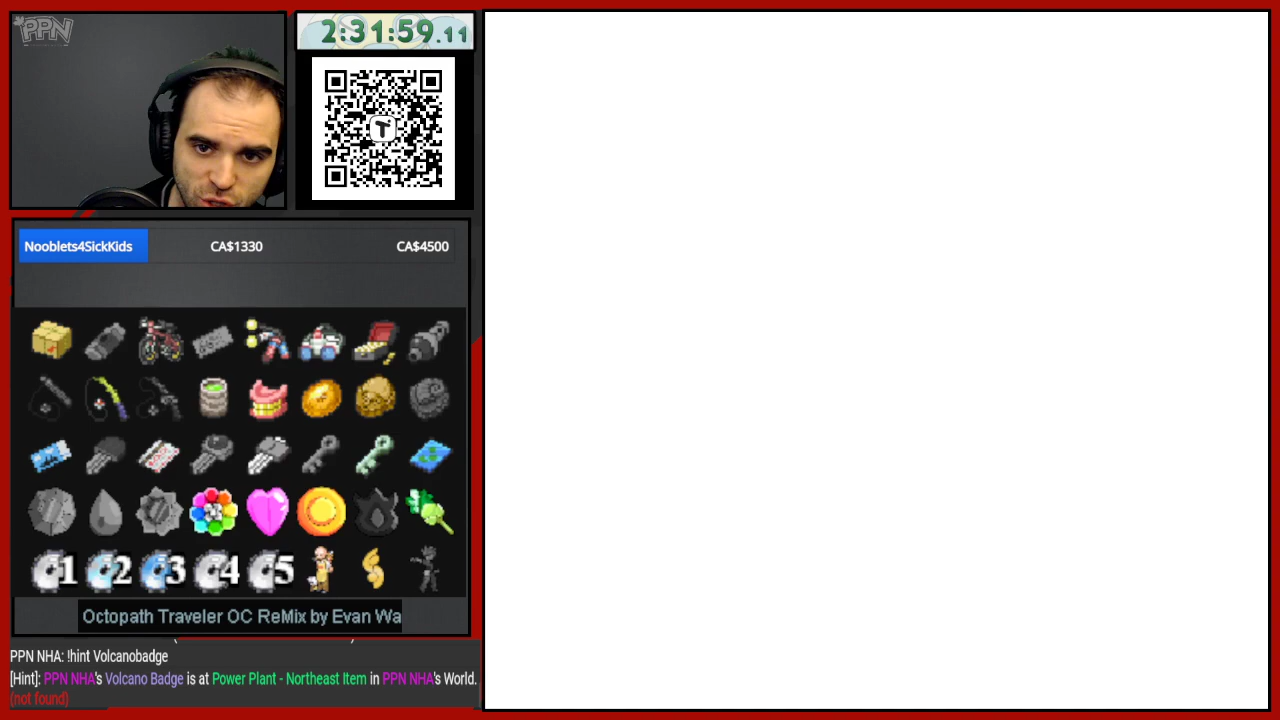 PPN
2:31:59.11
T
Nooblets4SickKids CA$1330 CA$4500
1 2 3 4 5
Octopath Traveler OC ReMix by Evan Wa
PPN NHA: !hint Volcanobadge
[Hint]: PPN NHA's Volcano Badge is at Power Plant - Northeast Item in PPN NHA's World.
(not found)